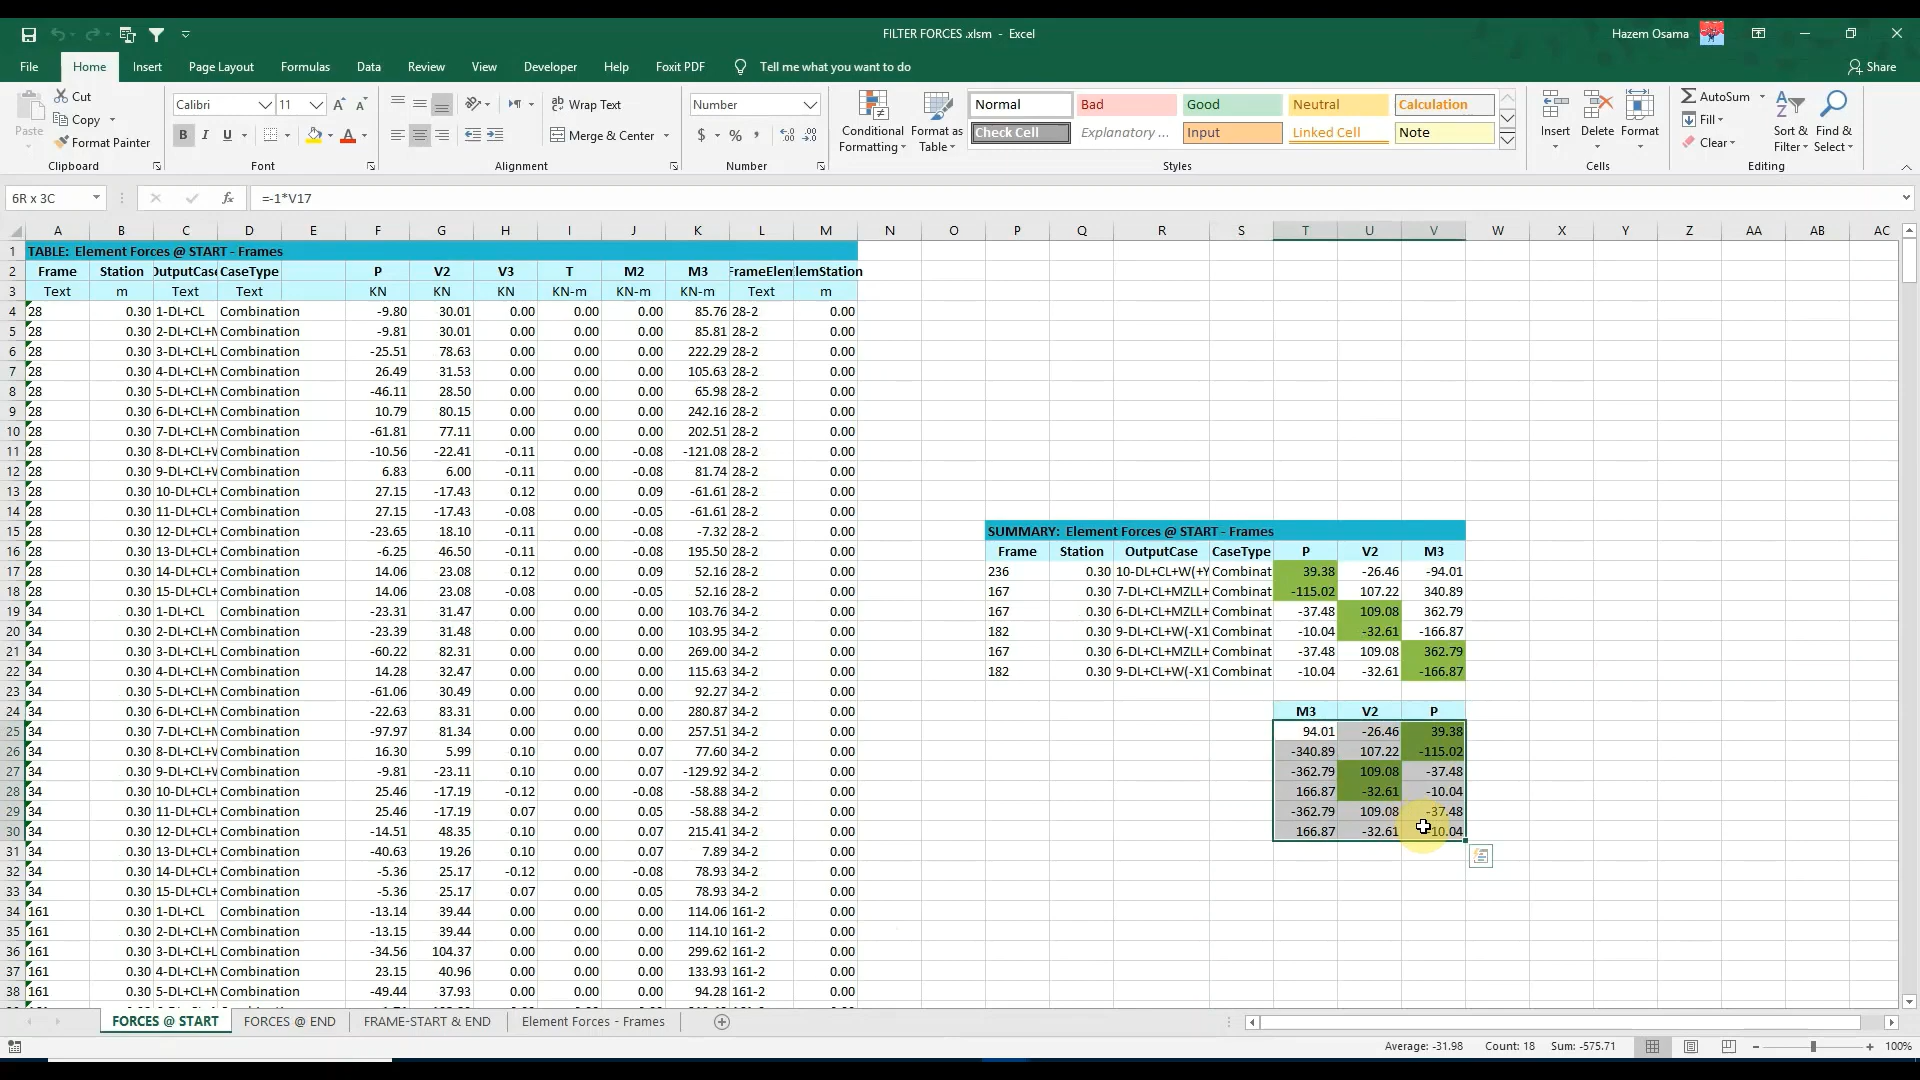 FILTER FORCES .xlsm - Excel
Hazem Osama
File Home Insert Page Layout Formulas Data Review View Developer Help Foxit PDF Tell me what you want to do Share
Paste Cut Copy Format Painter Clipboard
Calibri 11 B I U Font
Wrap Text Merge & Center Alignment
Number $ % , Number
Conditional Formatting Format as Table
Normal Bad Good Neutral Calculation
Check Cell Explanatory ... Input Linked Cell Note
Styles
Insert Delete Format Cells
AutoSum Fill Clear Sort & Filter Find & Select Editing
6R x 3C fx =-1*V17
A B C D E F G H I J K L M N O P Q R S T U V W X Y Z AA AB AC
1 TABLE: Element Forces @ START - Frames
2 Frame Station OutputCas CaseType P V2 V3 T M2 M3 FrameElem lemStation
3 Text m Text Text KN KN KN KN-m KN-m KN-m Text m
4 28 0.30 1-DL+CL Combination -9.80 30.01 0.00 0.00 0.00 85.76 28-2 0.00
5 28 0.30 2-DL+CL+M Combination -9.81 30.01 0.00 0.00 0.00 85.81 28-2 0.00
6 28 0.30 3-DL+CL+L Combination -25.51 78.63 0.00 0.00 0.00 222.29 28-2 0.00
7 28 0.30 4-DL+CL+M Combination 26.49 31.53 0.00 0.00 0.00 105.63 28-2 0.00
8 28 0.30 5-DL+CL+M Combination -46.11 28.50 0.00 0.00 0.00 65.98 28-2 0.00
9 28 0.30 6-DL+CL+M Combination 10.79 80.15 0.00 0.00 0.00 242.16 28-2 0.00
10 28 0.30 7-DL+CL+M Combination -61.81 77.11 0.00 0.00 0.00 202.51 28-2 0.00
11 28 0.30 8-DL+CL+V Combination -10.56 -22.41 -0.11 0.00 -0.08 -121.08 28-2 0.00
12 28 0.30 9-DL+CL+V Combination 6.83 6.00 -0.11 0.00 -0.08 81.74 28-2 0.00
13 28 0.30 10-DL+CL+ Combination 27.15 -17.43 0.12 0.00 0.09 -61.61 28-2 0.00
14 28 0.30 11-DL+CL+ Combination 27.15 -17.43 -0.08 0.00 -0.05 -61.61 28-2 0.00
15 28 0.30 12-DL+CL+ Combination -23.65 18.10 -0.11 0.00 -0.08 -7.32 28-2 0.00 SUMMARY: Element Forces @ START - Frames
16 28 0.30 13-DL+CL+ Combination -6.25 46.50 -0.11 0.00 -0.08 195.50 28-2 0.00 Frame Station OutputCase CaseType P V2 M3
17 28 0.30 14-DL+CL+ Combination 14.06 23.08 0.12 0.00 0.09 52.16 28-2 0.00 236 0.30 10-DL+CL+W(+Y Combinat 39.38 -26.46 -94.01
18 28 0.30 15-DL+CL+ Combination 14.06 23.08 -0.08 0.00 -0.05 52.16 28-2 0.00 167 0.30 7-DL+CL+MZLL+ Combinat -115.02 107.22 340.89
19 34 0.30 1-DL+CL Combination -23.31 31.47 0.00 0.00 0.00 103.76 34-2 0.00 167 0.30 6-DL+CL+MZLL+ Combinat -37.48 109.08 362.79
20 34 0.30 2-DL+CL+M Combination -23.39 31.48 0.00 0.00 0.00 103.95 34-2 0.00 182 0.30 9-DL+CL+W(-X1 Combinat -10.04 -32.61 -166.87
21 34 0.30 3-DL+CL+L Combination -60.22 82.31 0.00 0.00 0.00 269.00 34-2 0.00 167 0.30 6-DL+CL+MZLL+ Combinat -37.48 109.08 362.79
22 34 0.30 4-DL+CL+M Combination 14.28 32.47 0.00 0.00 0.00 115.63 34-2 0.00 182 0.30 9-DL+CL+W(-X1 Combinat -10.04 -32.61 -166.87
23 34 0.30 5-DL+CL+M Combination -61.06 30.49 0.00 0.00 0.00 92.27 34-2 0.00
24 34 0.30 6-DL+CL+M Combination -22.63 83.31 0.00 0.00 0.00 280.87 34-2 0.00 M3 V2 P
25 34 0.30 7-DL+CL+M Combination -97.97 81.34 0.00 0.00 0.00 257.51 34-2 0.00 94.01 -26.46 39.38
26 34 0.30 8-DL+CL+V Combination 16.30 5.99 0.10 0.00 0.07 77.60 34-2 0.00 -340.89 107.22 -115.02
27 34 0.30 9-DL+CL+V Combination -9.81 -23.11 0.10 0.00 0.07 -129.92 34-2 0.00 -362.79 109.08 -37.48
28 34 0.30 10-DL+CL+ Combination 25.46 -17.19 -0.12 0.00 -0.08 -58.88 34-2 0.00 166.87 -32.61 -10.04
29 34 0.30 11-DL+CL+ Combination 25.46 -17.19 0.07 0.00 0.05 -58.88 34-2 0.00 -362.79 109.08 -37.48
30 34 0.30 12-DL+CL+ Combination -14.51 48.35 0.10 0.00 0.07 215.41 34-2 0.00 166.87 -32.61 -10.04
31 34 0.30 13-DL+CL+ Combination -40.63 19.26 0.10 0.00 0.07 7.89 34-2 0.00
32 34 0.30 14-DL+CL+ Combination -5.36 25.17 -0.12 0.00 -0.08 78.93 34-2 0.00
33 34 0.30 15-DL+CL+ Combination -5.36 25.17 0.07 0.00 0.05 78.93 34-2 0.00
34 161 0.30 1-DL+CL Combination -13.14 39.44 0.00 0.00 0.00 114.06 161-2 0.00
35 161 0.30 2-DL+CL+M Combination -13.15 39.44 0.00 0.00 0.00 114.10 161-2 0.00
36 161 0.30 3-DL+CL+L Combination -34.56 104.37 0.00 0.00 0.00 299.62 161-2 0.00
37 161 0.30 4-DL+CL+M Combination 23.15 40.96 0.00 0.00 0.00 133.93 161-2 0.00
38 161 0.30 5-DL+CL+M Combination -49.44 37.93 0.00 0.00 0.00 94.28 161-2 0.00
FORCES @ START FORCES @ END FRAME-START & END Element Forces - Frames
Average: -31.98 Count: 18 Sum: -575.71 100%